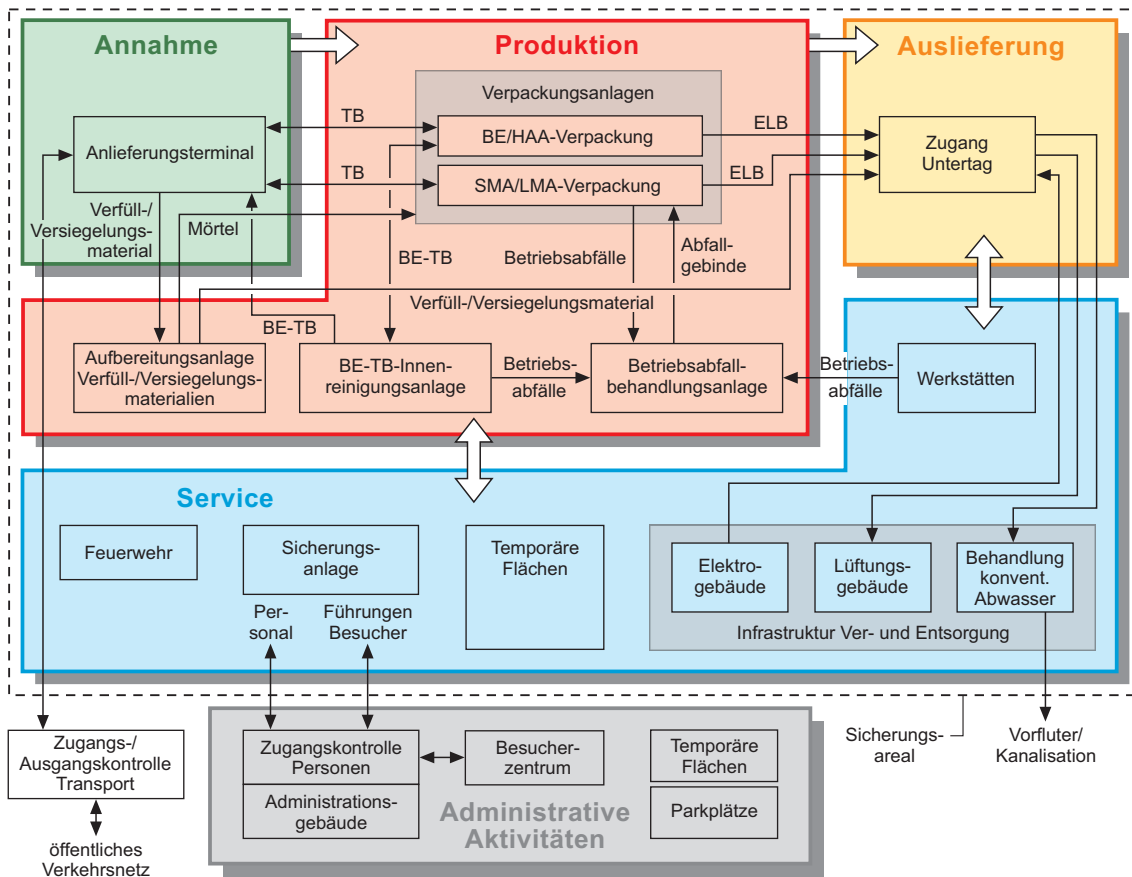 Annahme
Produktion
Auslieferung
Verpackungsanlagen
TB
BE/HAA-Verpackung
ELB
Anlieferungsterminal
Zugang
Untertag
TB
SMA/LMA-Verpackung
ELB
Verfüll-/
Versiegelungs-
material
Mörtel
BE-TB
Betriebsabfälle
Abfall-
gebinde
Verfüll-/Versiegelungsmaterial
BE-TB
Aufbereitungsanlage
Verfüll-/Versiegelungs-
materialien
BE-TB-Innen-
reinigungsanlage
Betriebs-
abfälle
Betriebsabfall-
behandlungsanlage
Betriebs-
abfälle
Werkstätten
Service
Feuerwehr
Sicherungs-
anlage
Temporäre
Flächen
Elektro-
gebäude
Lüftungs-
gebäude
Behandlung
konvent.
Abwasser
Infrastruktur Ver- und Entsorgung
Per-
sonal
Führungen
Besucher
Zugangs-/
Ausgangskontrolle
Transport
öffentliches
Verkehrsnetz
Zugangskontrolle
Personen
Administrations-
gebäude
Besucher-
zentrum
Temporäre
Flächen
Parkplätze
Administrative
Aktivitäten
Sicherungs-
areal
Vorfluter/
Kanalisation